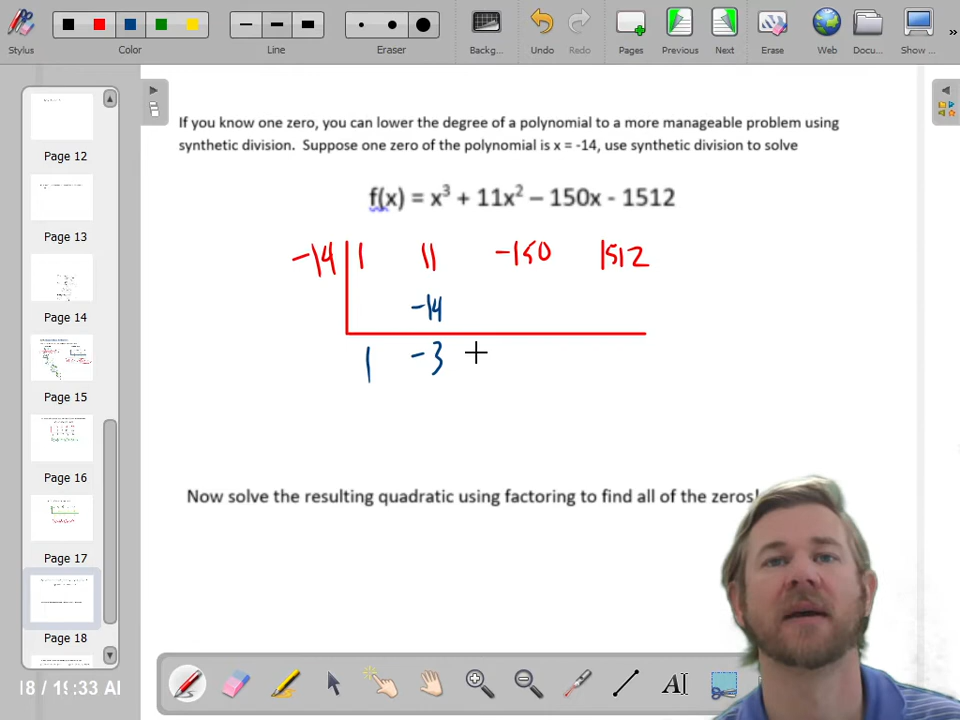 Stylus
Color
Line
Eraser
Backg...
Undo
Redo
Pages
Previous
Next
Erase
Web
Docu...
Show ...
»
Page 12
Page 13
Page 14
Page 15
Page 16
Page 17
Page 18
If you know one zero, you can lower the degree of a polynomial to a more manageable problem using
synthetic division. Suppose one zero of the polynomial is x = -14, use synthetic division to solve
f(x) = x³ + 11x² – 150x - 1512
-14 1 11 -150 1512
-14
1 -3
Now solve the resulting quadratic using factoring to find all of the zeros!
A